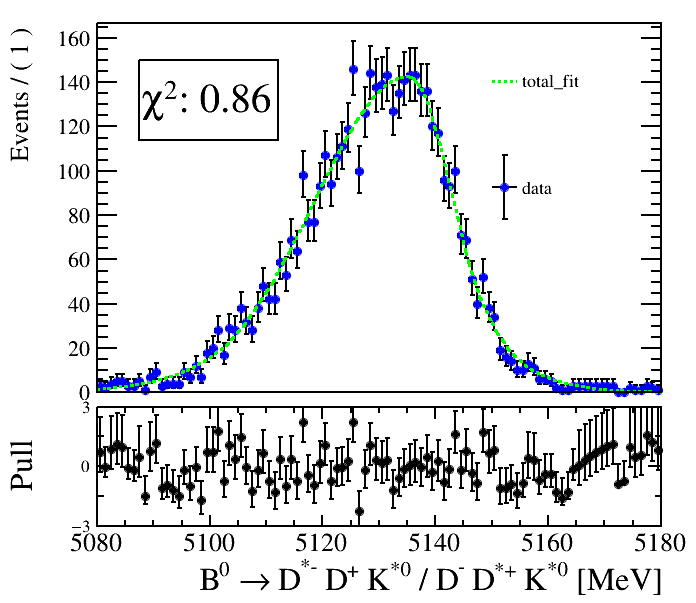 Events / ( 1 )
160
140
120
100
80
60
40
20
0
χ²: 0.86
total_fit
data
Pull
3
0
−3
5080 5100 5120 5140 5160 5180
B⁰ → D*⁻ D⁺ K*⁰ / D⁻ D*⁺ K*⁰ [MeV]